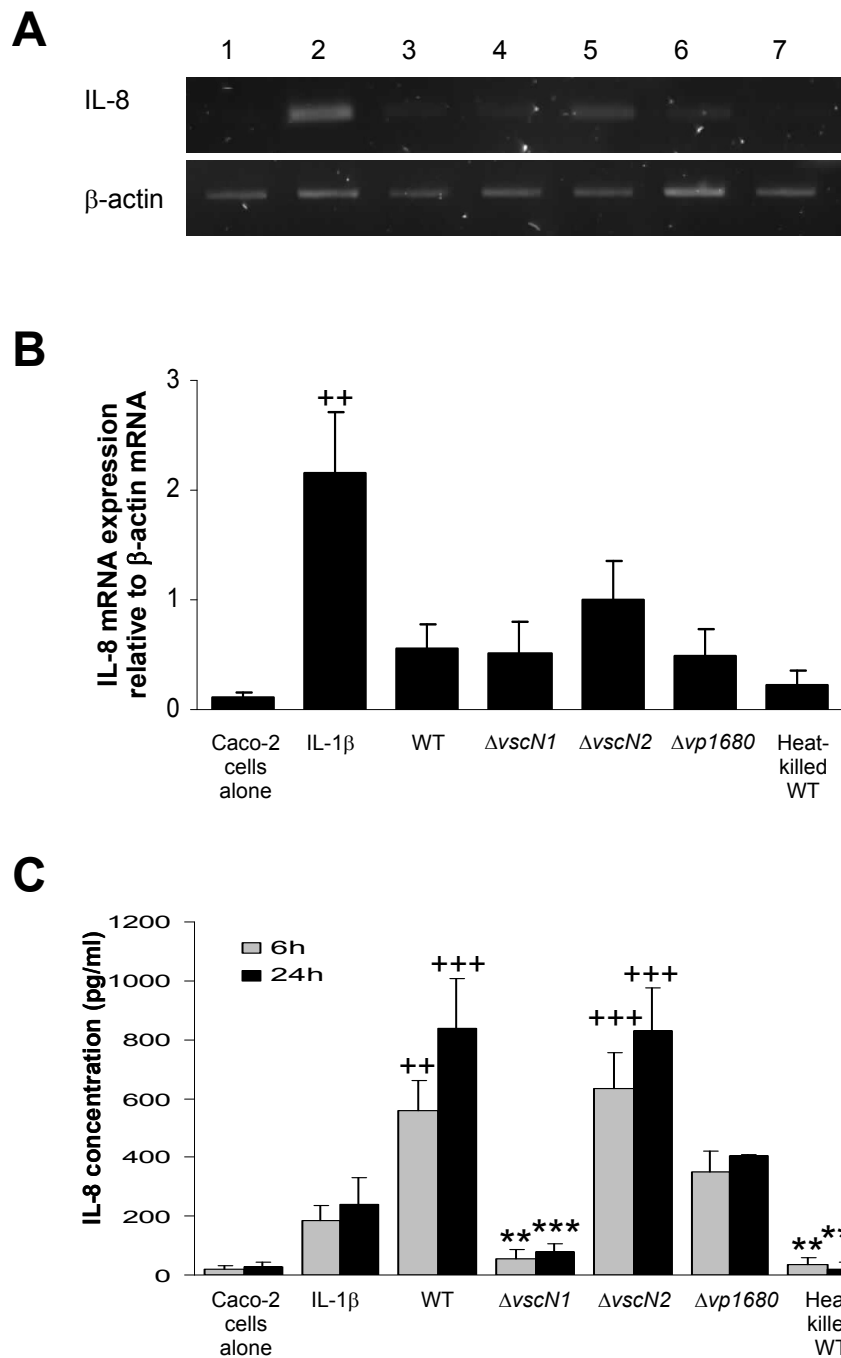 A
1 2 3 4 5 6 7
IL-8
β-actin
B
IL-8 mRNA expression
relative to β-actin mRNA
3
2
1
0
++
Caco-2
cells
alone
IL-1β
WT
ΔvscN1
ΔvscN2
Δvp1680
Heat-
killed
WT
C
IL-8 concentration (pg/ml)
1200
1000
800
600
400
200
0
6h
24h
++
+++
**
***
+++
+++
**
**
Caco-2
cells
alone
IL-1β
WT
ΔvscN1
ΔvscN2
Δvp1680
Hea
killed
WT